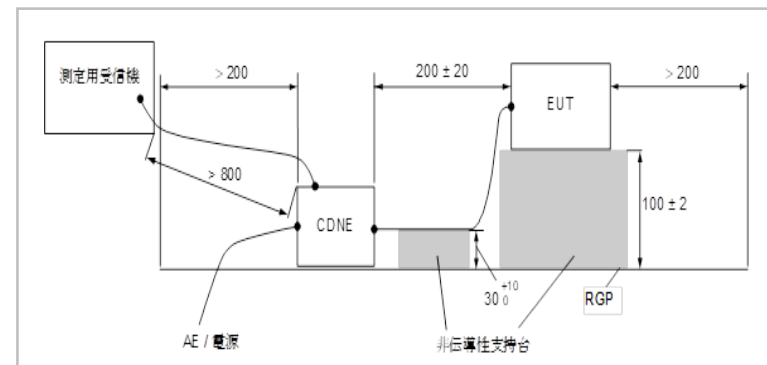 測定用受信機
> 200
200 ± 20
> 200
EUT
> 800
CDNE
100 ± 2
30 +10 0
RGP
AE / 電源
非伝導性支持台